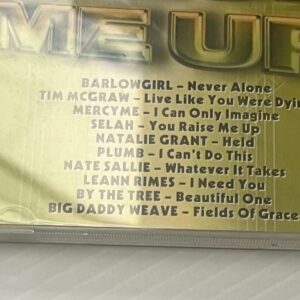 ME UP
BARLOWGIRL – Never Alone
TIM MCGRAW – Live Like You Were Dyi
MERCYME – I Can Only Imagine
SELAH – You Raise Me Up
NATALIE GRANT – Held
PLUMB – I Can't Do This
NATE SALLIE – Whatever It Takes
LEANN RIMES – I Need You
BY THE TREE – Beautiful One
BIG DADDY WEAVE – Fields Of Grace